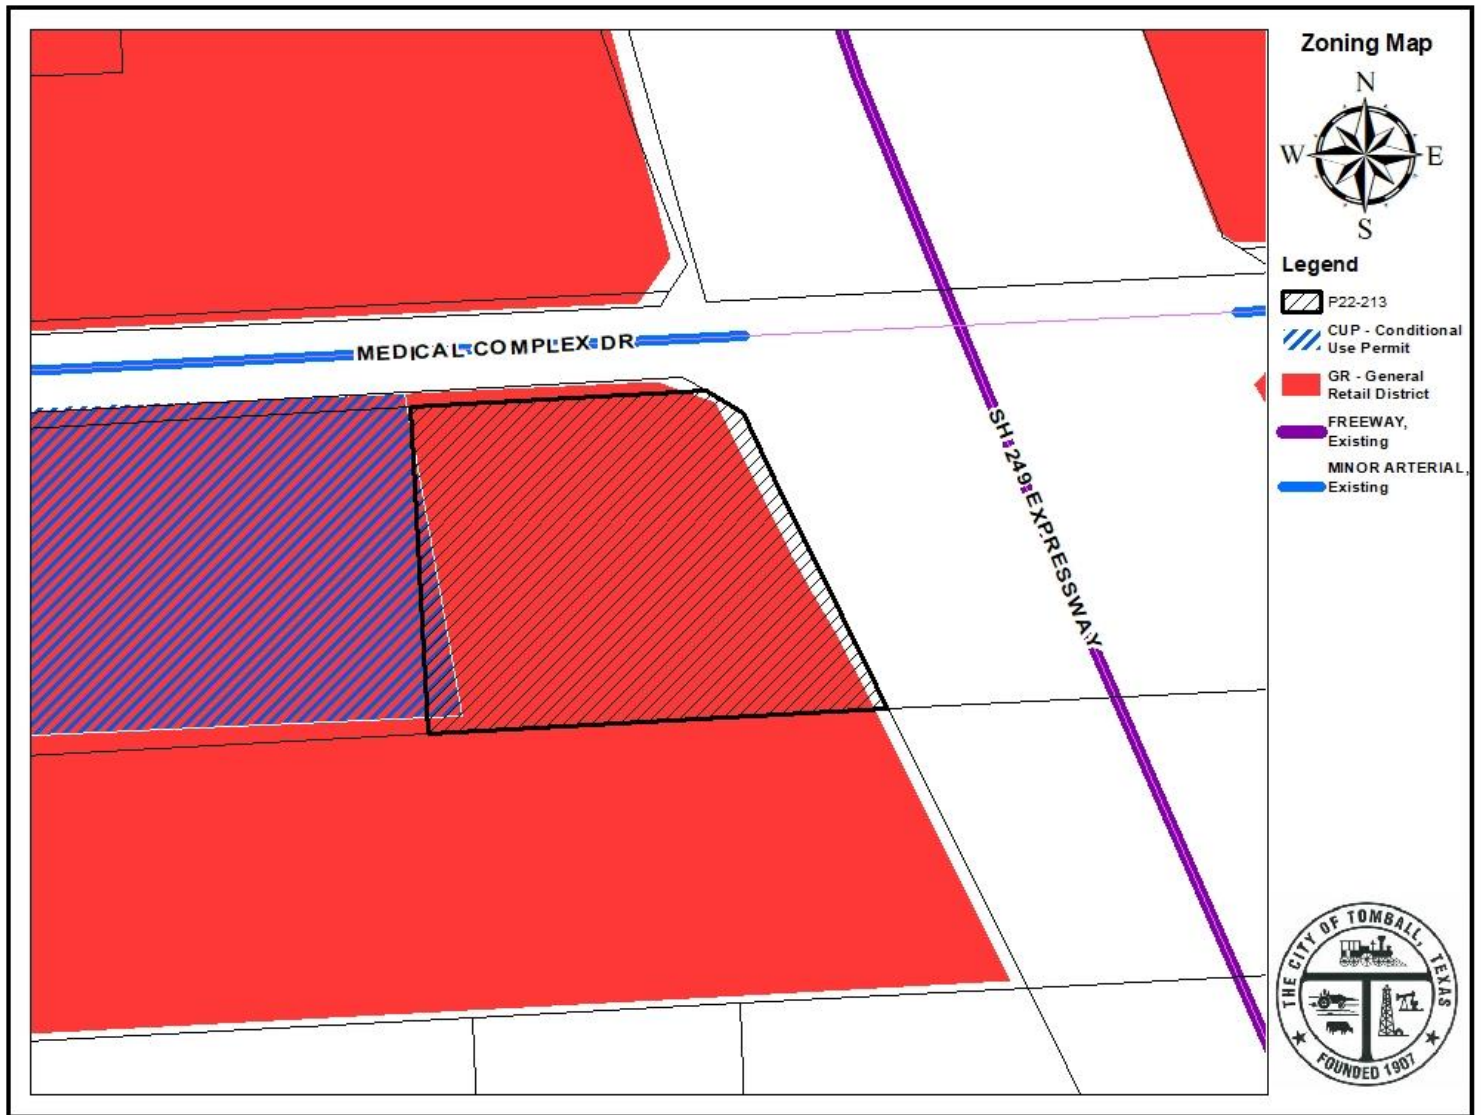 Zoning Map
N
W
E
S
Legend
P22-213
CUP - Conditional
Use Permit
GR - General
Retail District
FREEWAY,
Existing
MINOR ARTERIAL,
Existing
MEDICAL COMPLEX DR
SH 249 EXPRESSWAY
THE CITY OF TOMBALL, TEXAS
FOUNDED 1907